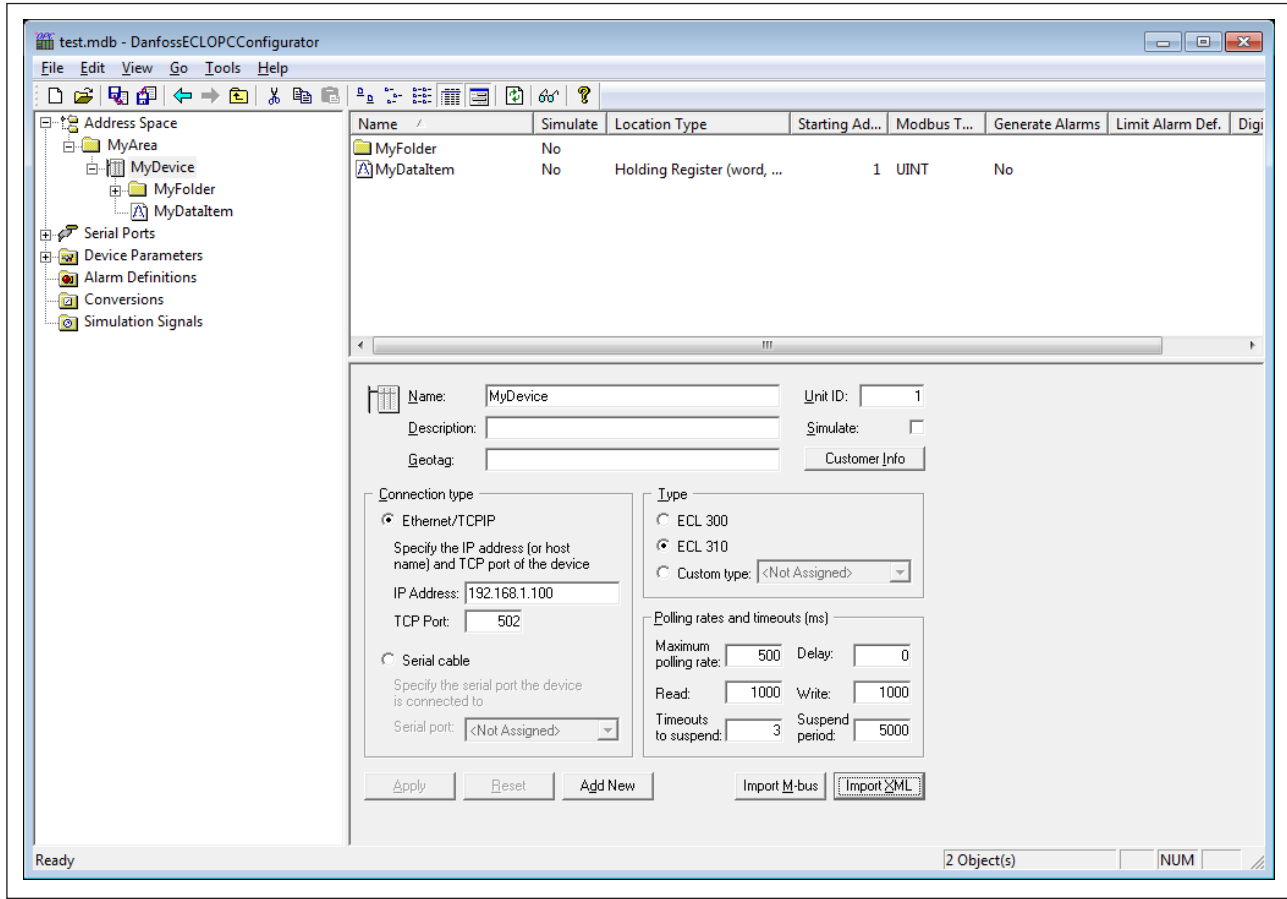 test.mdb - DanfossECLOPCConfigurator
File Edit View Go Tools Help
Address Space
MyArea
MyDevice
MyFolder
MyDataItem
Serial Ports
Device Parameters
Alarm Definitions
Conversions
Simulation Signals
Name Simulate Location Type Starting Ad... Modbus T... Generate Alarms Limit Alarm Def. Digi
MyFolder No
MyDataItem No Holding Register (word, ... 1 UINT No
Name: MyDevice Unit ID: 1
Description: Simulate:
Geotag: Customer Info
Connection type
Ethernet/TCPIP
Specify the IP address (or host
name) and TCP port of the device
IP Address: 192.168.1.100
TCP Port: 502
Serial cable
Specify the serial port the device
is connected to
Serial port: <Not Assigned>
Type
ECL 300
ECL 310
Custom type: <Not Assigned>
Polling rates and timeouts (ms)
Maximum
polling rate: 500 Delay: 0
Read: 1000 Write: 1000
Timeouts
to suspend: 3 Suspend
period: 5000
Apply Reset Add New Import M-bus Import XML
Ready 2 Object(s) NUM